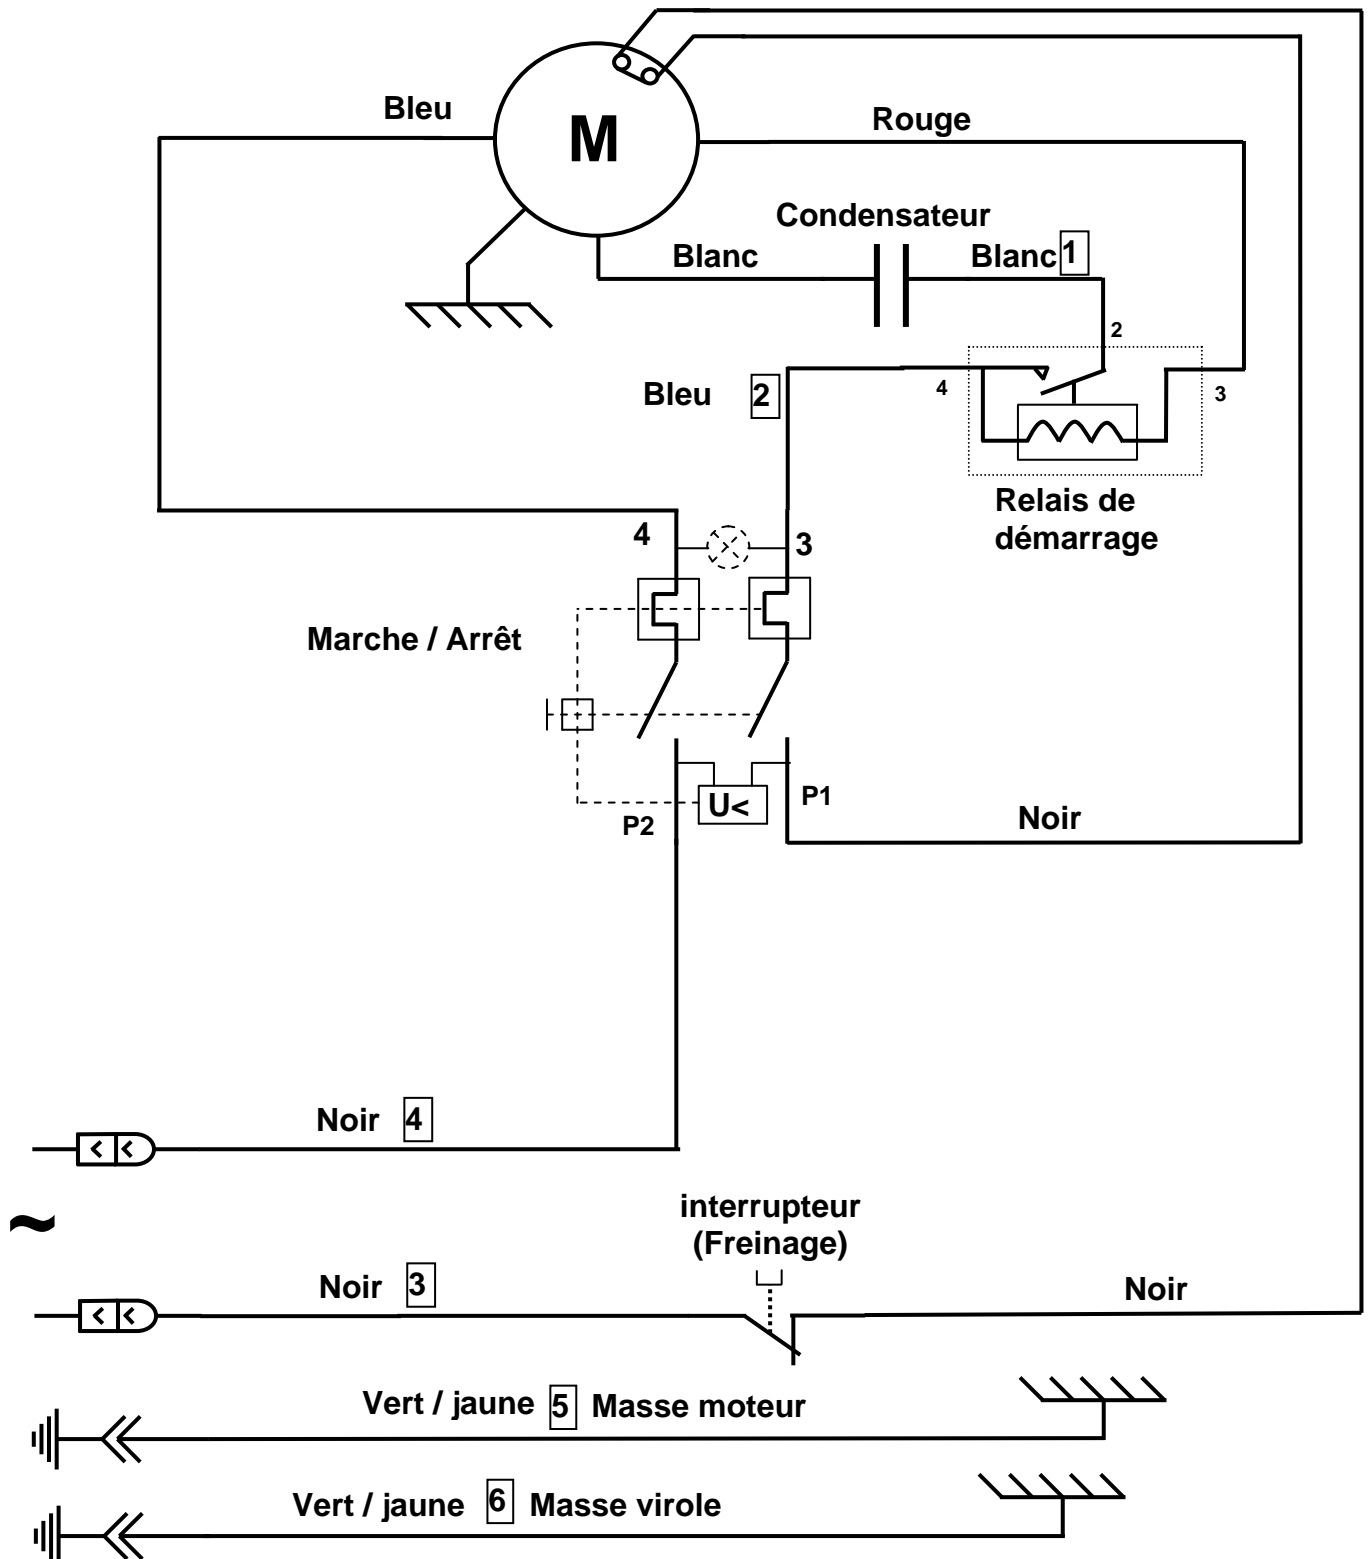 Bleu
M
Rouge
Condensateur
Blanc
Blanc 1
2
Bleu 2
4
3
Relais de
démarrage
4
3
Marche / Arrêt
U<
P1
P2
Noir
Noir 4
~
interrupteur
(Freinage)
Noir 3
Noir
Vert / jaune 5 Masse moteur
Vert / jaune 6 Masse virole